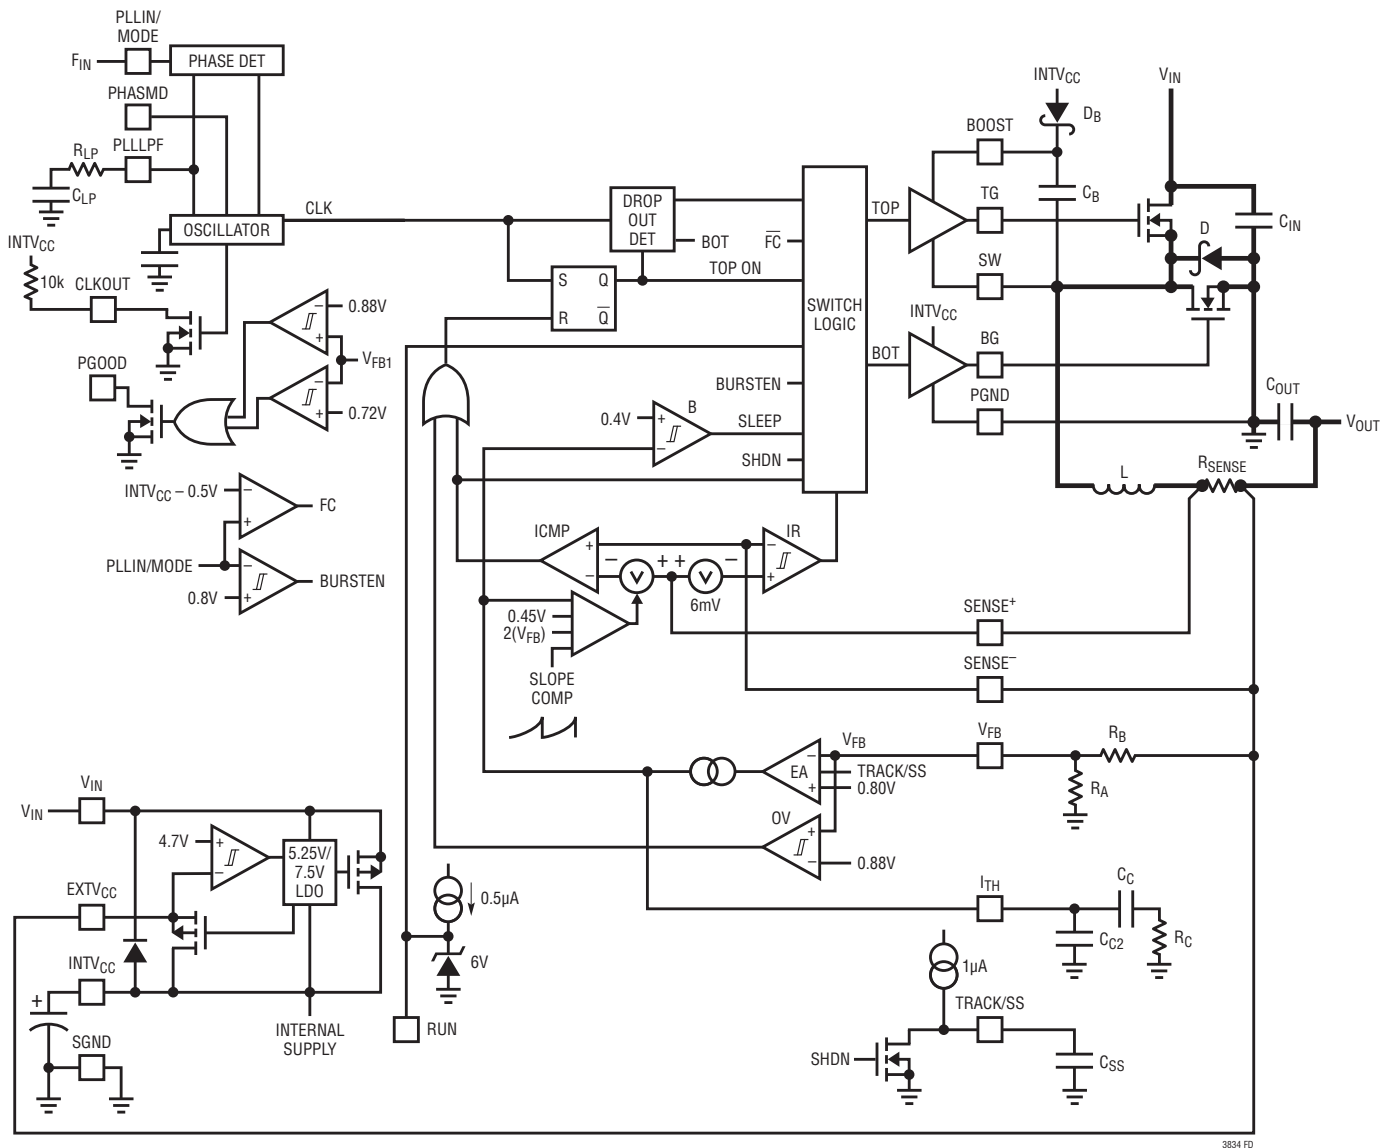 PLLIN/
MODE
F_IN
PHASE DET
PHASMD
R_LP
PLLLPF
C_LP
OSCILLATOR
CLK
INTV_CC
10k
CLKOUT
PGOOD
0.88V
−
+
V_FB1
−
+
0.72V
INTV_CC – 0.5V
−
+
FC
PLLIN/MODE
−
+
0.8V
BURSTEN
DROP
OUT
DET
BOT
F̅C̅
TOP ON
S
Q
R
Q̅
SWITCH
LOGIC
BURSTEN
0.4V
+
−
B
SLEEP
SHDN
TOP
BOT
INTV_CC
D_B
BOOST
C_B
TG
SW
INTV_CC
BG
PGND
V_IN
D
C_IN
C_OUT
V_OUT
L
R_SENSE
ICMP
+
−
−
+ +
−
6mV
IR
−
+
0.45V
2(V_FB)
SLOPE
COMP
SENSE+
SENSE–
V_FB
EA
−
+
TRACK/SS
0.80V
V_FB
R_B
R_A
OV
+
−
0.88V
V_IN
V_IN
4.7V
+
−
5.25V/
7.5V
LDO
EXTV_CC
INTV_CC
+
SGND
INTERNAL
SUPPLY
0.5µA
6V
RUN
I_TH
C_C
C_C2
R_C
1µA
TRACK/SS
SHDN
C_SS
3834 FD